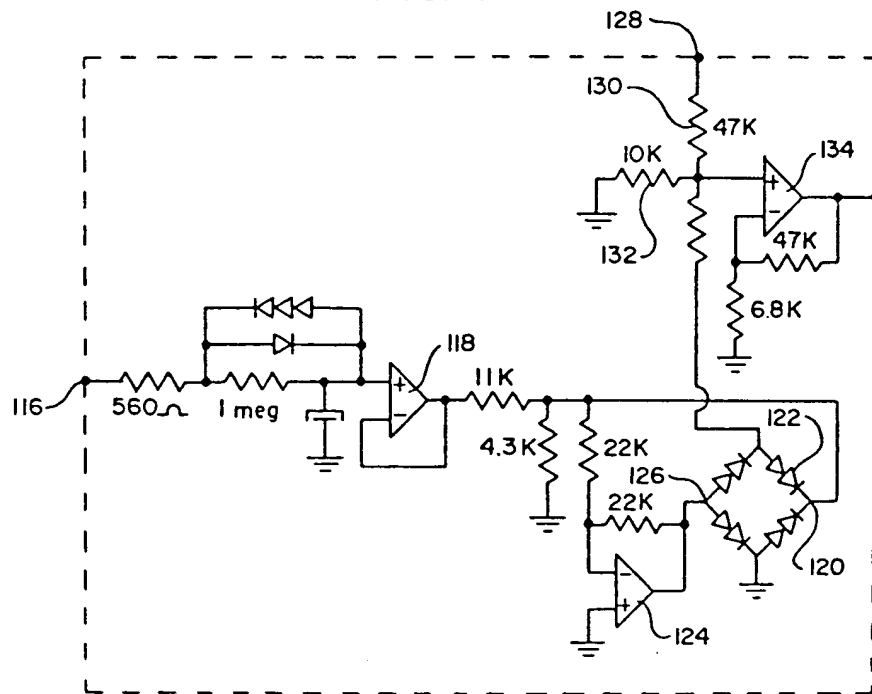 128
130
47K
10K
134
+
−
47K
132
6.8K
118
+
−
11K
116
560Ω
1 meg
4.3K
22K
122
126
22K
120
−
+
124